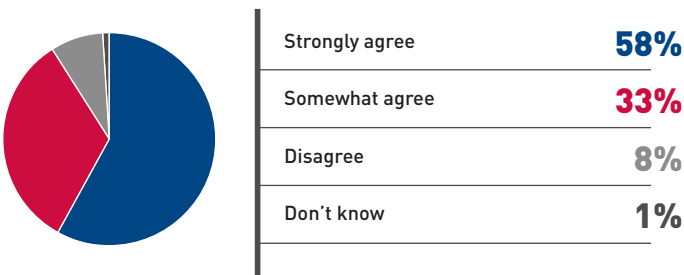 Strongly agree 58%
Somewhat agree 33%
Disagree 8%
Don’t know 1%